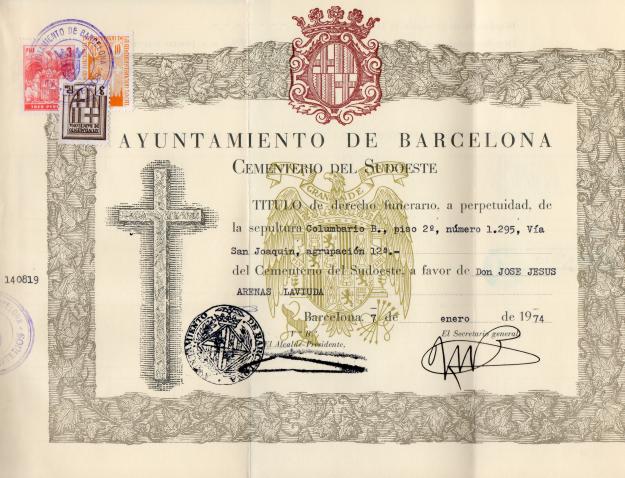 AYUNTAMIENTO DE BARCELONA
CEMENTERIO DEL SUDOESTE
TITULO de derecho funerario, a perpetuidad, de
la sepultura Columbario B., piso 2º, número 1.295, Vía
San Joaquin, agrupación 12ª.-
del Cementerio del Sudoeste, a favor de Don JOSE JESUS
ARENAS LAVIUDA
Barcelona, 7 de enero de 1974
El Alcalde-Presidente,
El Secretario general,
140819